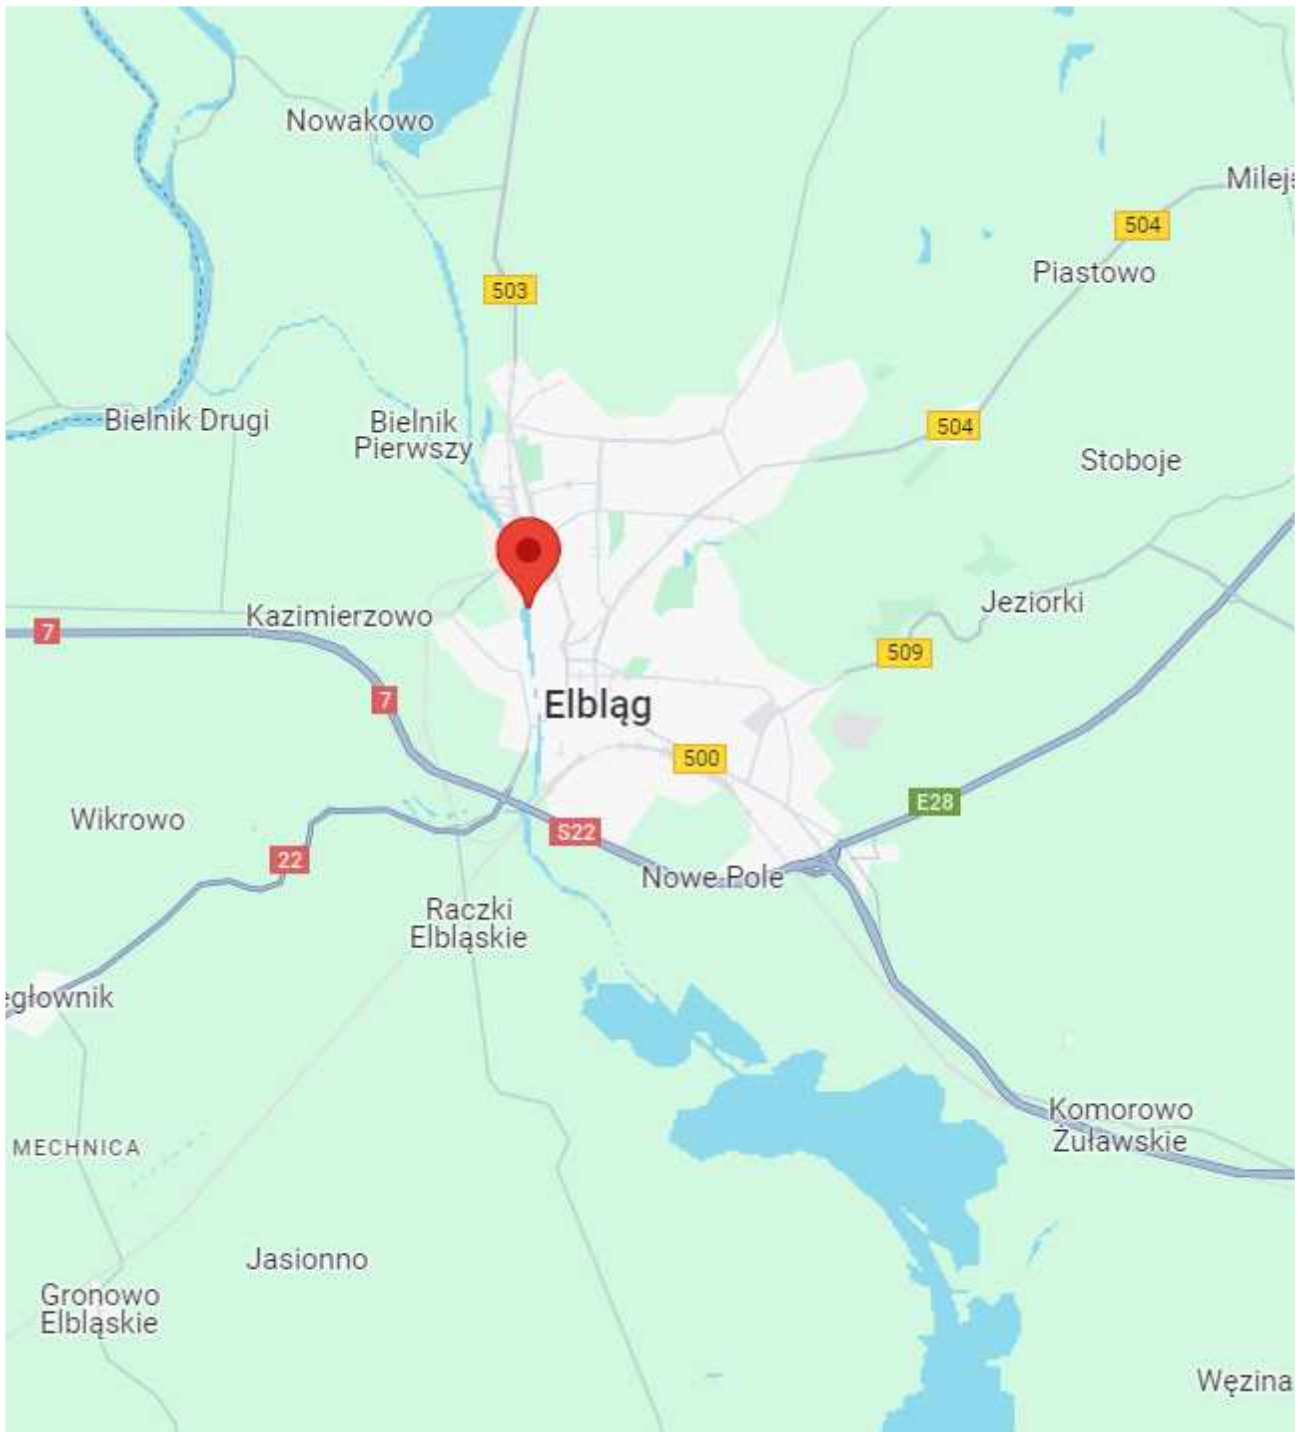 Nowakowo
Milej
504
Piastowo
503
Bielnik Drugi
Bielnik
Pierwszy
504
Stoboje
Jeziorki
Kazimierzowo
7
509
7
Elbląg
500
E28
Wikrowo
S22
22
Nowe Pole
Raczki
Elbląskie
egłownik
Komorowo
Żuławskie
MECHNICA
Jasionno
Gronowo
Elbląskie
Węzina